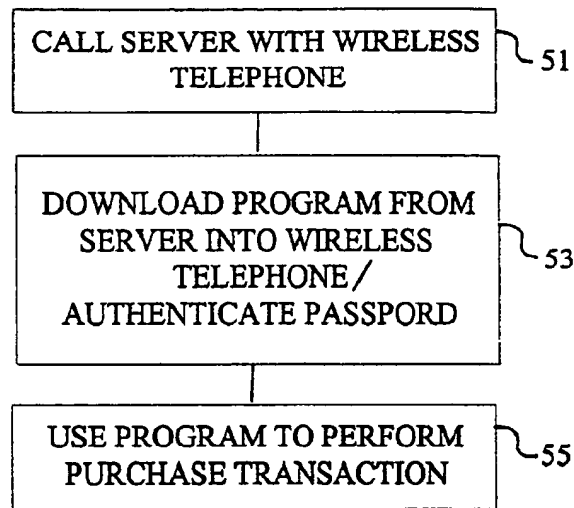 CALL SERVER WITH WIRELESS
TELEPHONE
51
DOWNLOAD PROGRAM FROM
SERVER INTO WIRELESS
TELEPHONE/
AUTHENTICATE PASSPORD
53
USE PROGRAM TO PERFORM
PURCHASE TRANSACTION
55